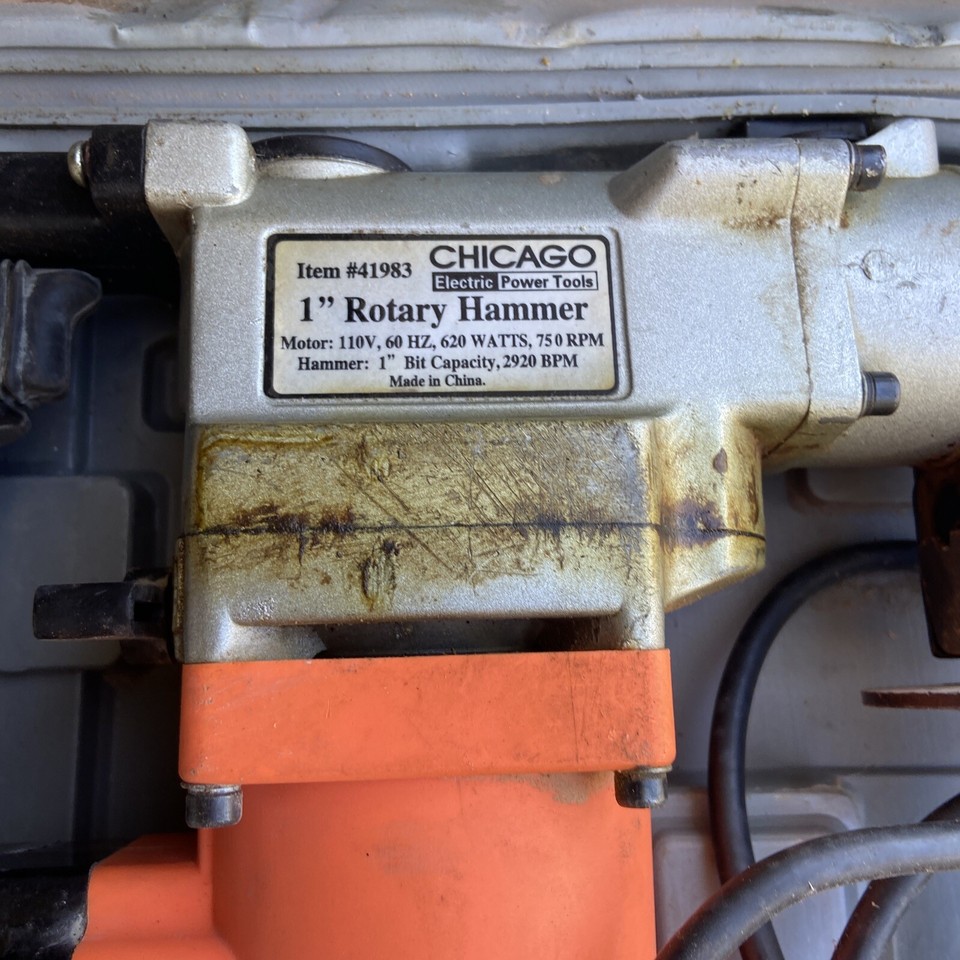 CHICAGO
Item #41983
Electric Power Tools
1” Rotary Hammer
Motor: 110V, 60 HZ, 620 WATTS, 750 RPM
Hammer: 1” Bit Capacity, 2920 BPM
Made in China.